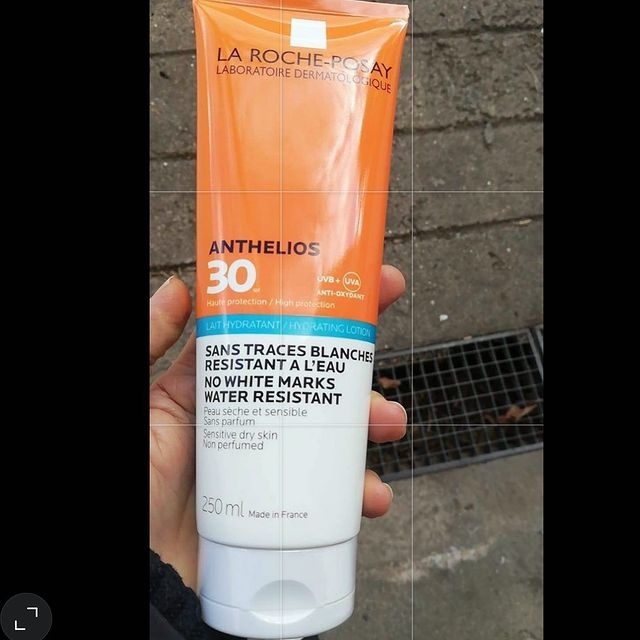 LA ROCHE-POSAY
LABORATOIRE DERMATOLOGIQUE
ANTHELIOS
30
UVB + UVA
ANTI-OXYDANT
Haute protection / High protection
LAIT HYDRATANT / HYDRATING LOTION
SANS TRACES BLANCHES
RESISTANT A L'EAU
NO WHITE MARKS
WATER RESISTANT
Peau sèche et sensible
Sans parfum
Sensitive dry skin
Non perfumed
250 ml Made in France